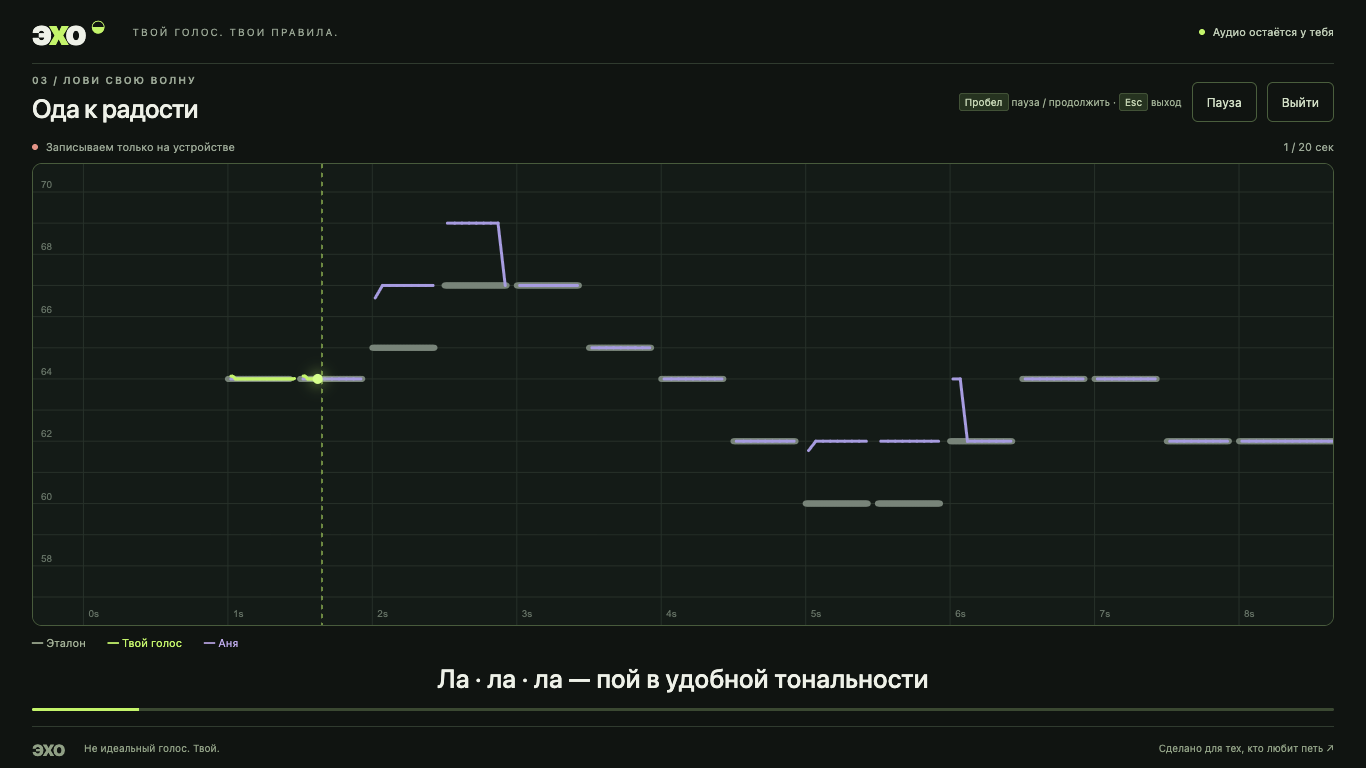 эхо
ТВОЙ ГОЛОС. ТВОИ ПРАВИЛА.
Аудио остаётся у тебя
03 / ЛОВИ СВОЮ ВОЛНУ
Ода к радости
Пробел пауза / продолжить · Esc выход
Пауза
Выйти
Записываем только на устройстве
1 / 20 сек
70
68
66
64
62
60
58
0s 1s 2s 3s 4s 5s 6s 7s 8s
Эталон Твой голос Аня
Ла · ла · ла — пой в удобной тональности
эхо
Не идеальный голос. Твой.
Сделано для тех, кто любит петь ↗